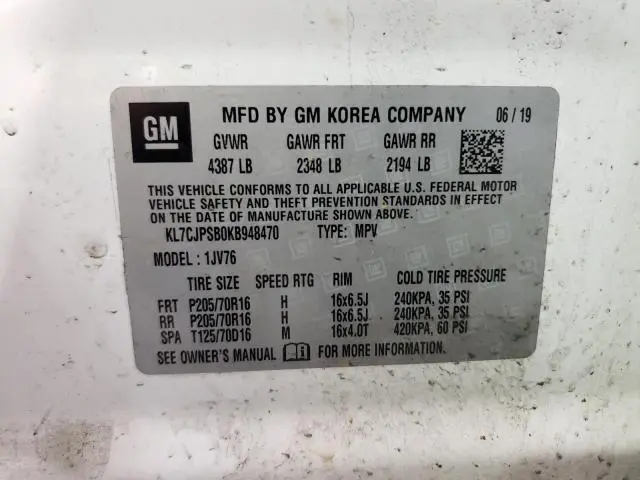 GM MFD BY GM KOREA COMPANY 06 / 19
GVWR GAWR FRT GAWR RR
4387 LB 2348 LB 2194 LB
THIS VEHICLE CONFORMS TO ALL APPLICABLE U.S. FEDERAL MOTOR
VEHICLE SAFETY AND THEFT PREVENTION STANDARDS IN EFFECT
ON THE DATE OF MANUFACTURE SHOWN ABOVE.
KL7CJPSB0KB948470 TYPE: MPV
MODEL : 1JV76
TIRE SIZE SPEED RTG RIM COLD TIRE PRESSURE
FRT P205/70R16 H 16x6.5J 240KPA, 35 PSI
RR P205/70R16 H 16x6.5J 240KPA, 35 PSI
SPA T125/70D16 M 16x4.0T 420KPA, 60 PSI
SEE OWNER'S MANUAL FOR MORE INFORMATION.